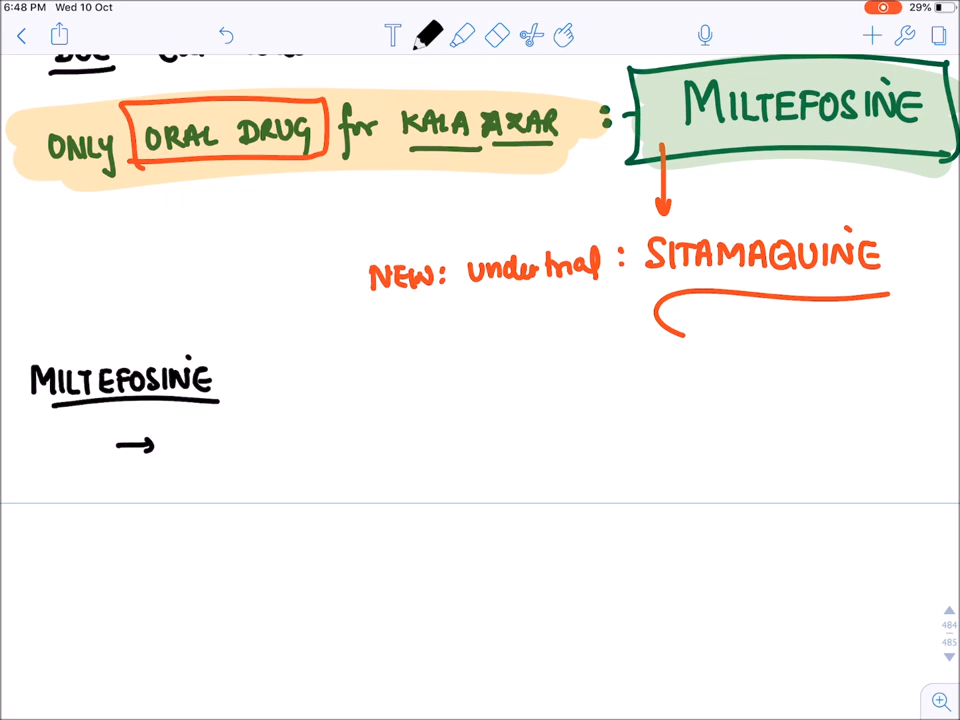 6:48 PM Wed 10 Oct
29%
ONLY ORAL DRUG for KALA AZAR :- MILTEFOSINE
NEW: under trial : SITAMAQUINE
MILTEFOSINE
→
484
485